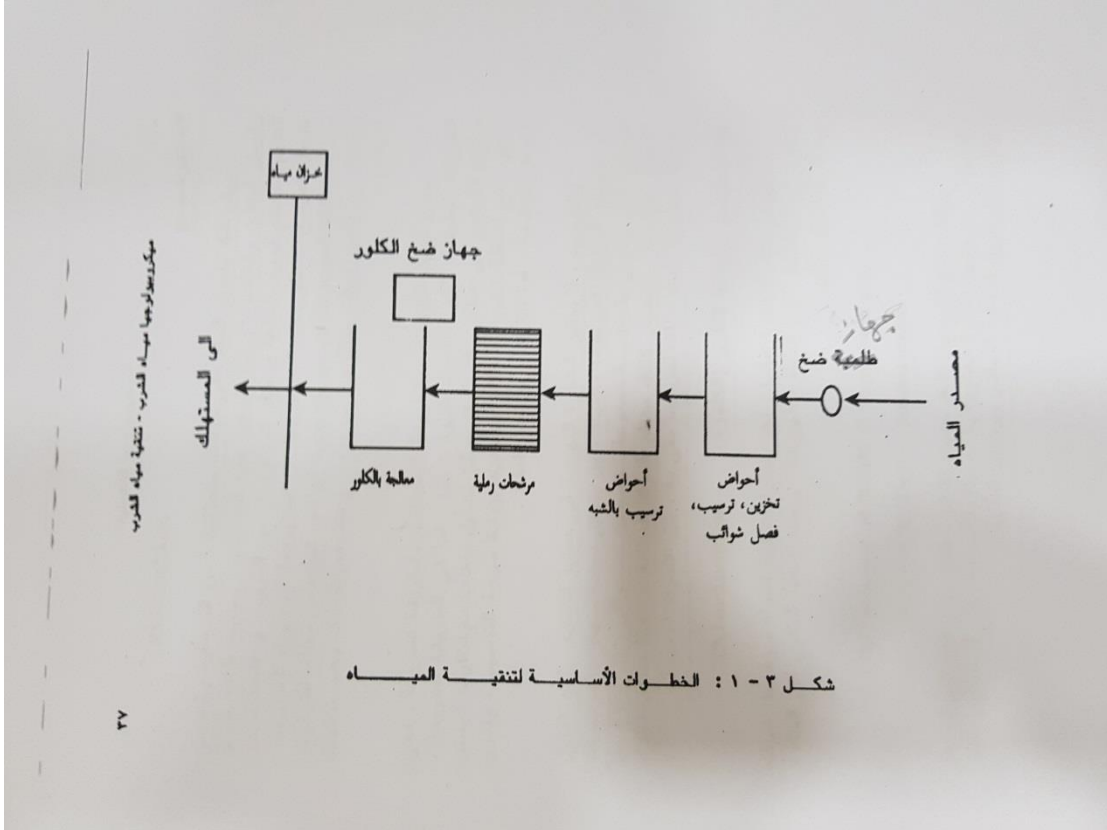 خزان مياه
جهاز ضخ الكلور
جهاز
طلمبة ضخ
مصدر المياه
أحواض
تخزين، ترسيب،
فصل شوائب
أحواض
ترسيب بالشبه
مرشحات رملية
معالجة بالكلور
الى المستهلك
شكل ٣ - ١ : الخطوات الأساسية لتنقية المياه
ميكروبيولوجيا مياه الشرب - تنقية مياه الشرب
٣٧